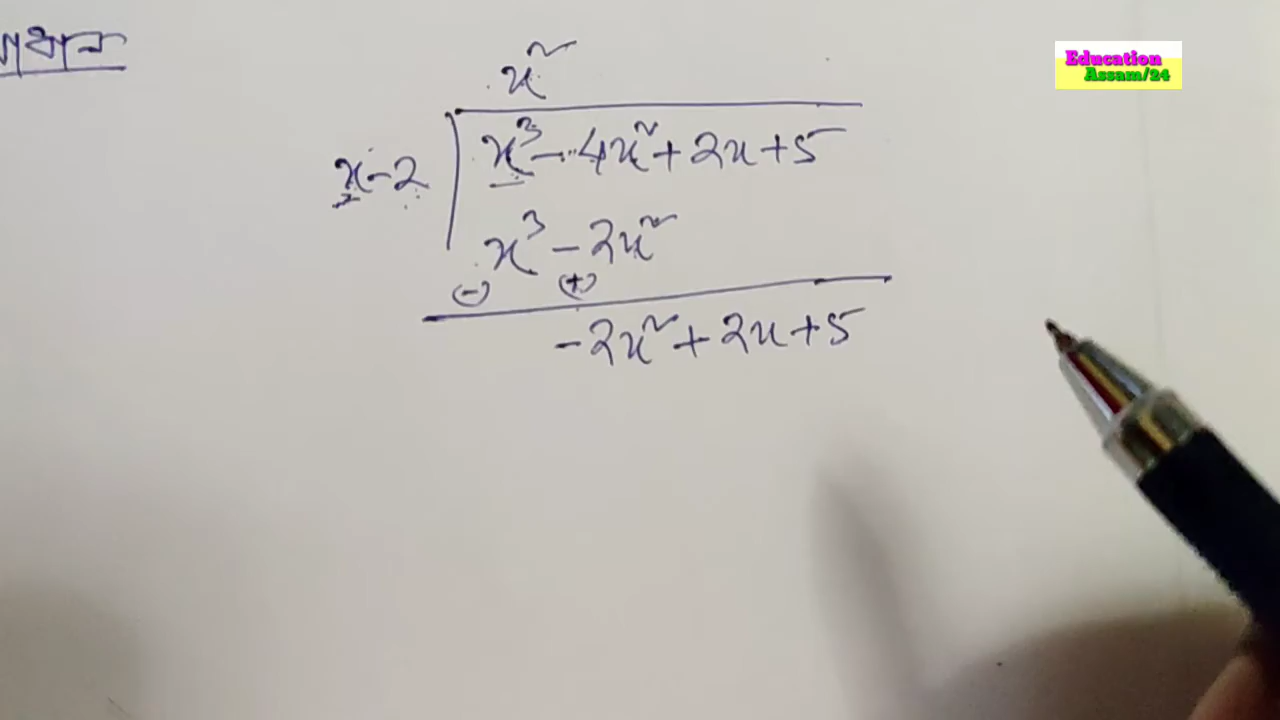 Education
Assam/24
x²
x-2
x³-4x²+2x+5
x³-2x²
(-) (+)
-2x²+2x+5